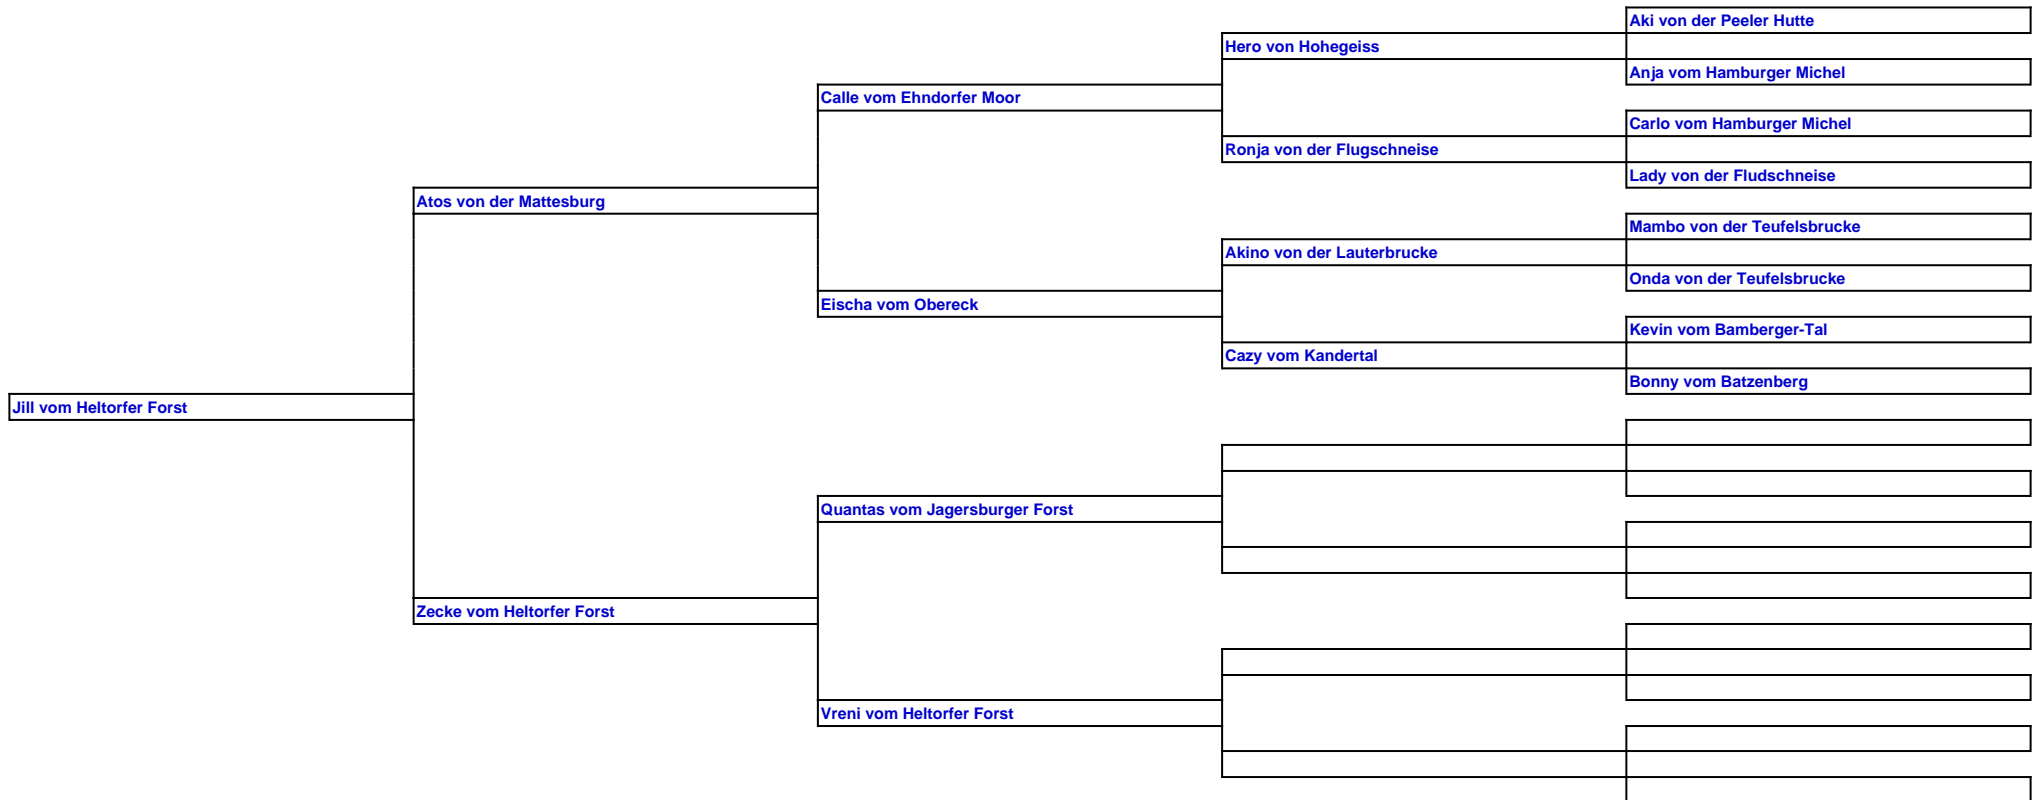 Aki von der Peeler Hutte
Hero von Hohegeiss
Anja vom Hamburger Michel
Calle vom Ehndorfer Moor
Carlo vom Hamburger Michel
Ronja von der Flugschneise
Lady von der Fludschneise
Atos von der Mattesburg
Mambo von der Teufelsbrucke
Akino von der Lauterbrucke
Onda von der Teufelsbrucke
Eischa vom Obereck
Kevin vom Bamberger-Tal
Cazy vom Kandertal
Bonny vom Batzenberg
Jill vom Heltorfer Forst
Quantas vom Jagersburger Forst
Zecke vom Heltorfer Forst
Vreni vom Heltorfer Forst